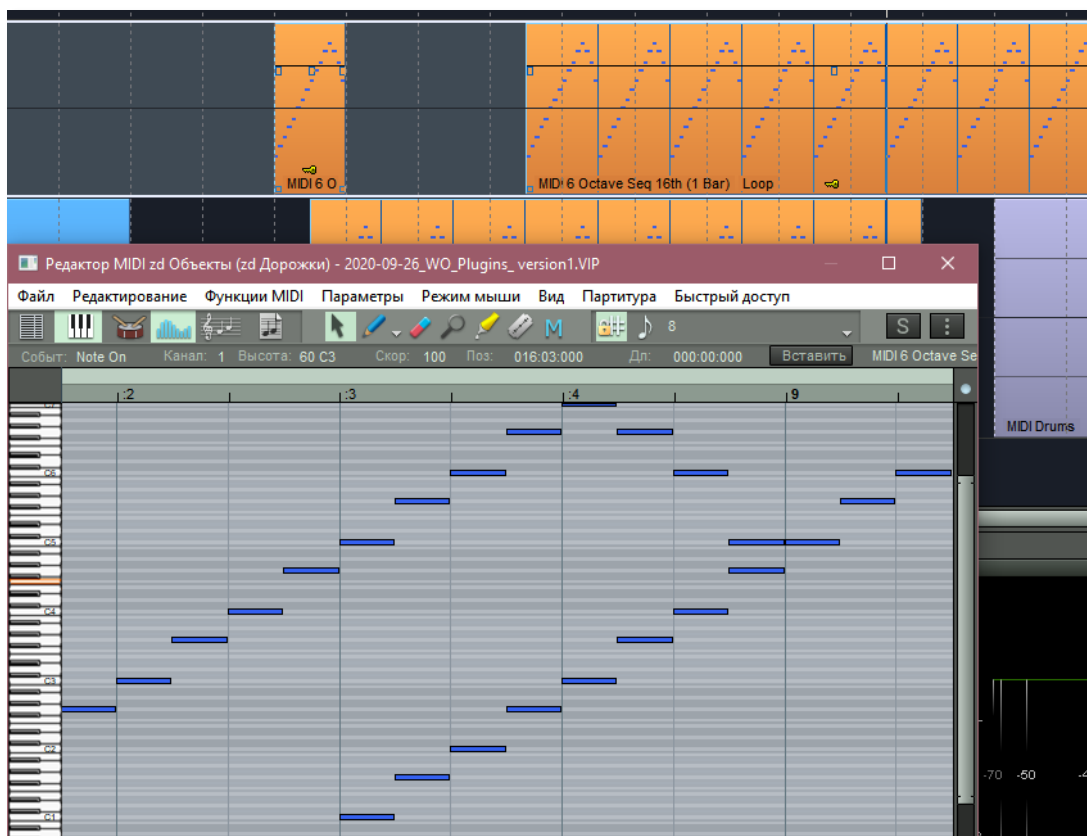 MIDI 6 O
MIDI 6 Octave Seq 16th (1 Bar) Loop
Редактор MIDI zd Объекты (zd Дорожки) - 2020-09-26_WO_Plugins_ version1.VIP
Файл Редактирование Функции MIDI Параметры Режим мыши Вид Партитура Быстрый доступ
M 8 S
Событ: Note On Канал: 1 Высота: 60 C3 Скор: 100 Поз: 016:03:000 Дл: 000:00:000 Вставить MIDI 6 Octave Se
:2 :3 :4 9
C7
MIDI Drums
C6
C5
C4
C3
C2
-70 -50 -4
C1